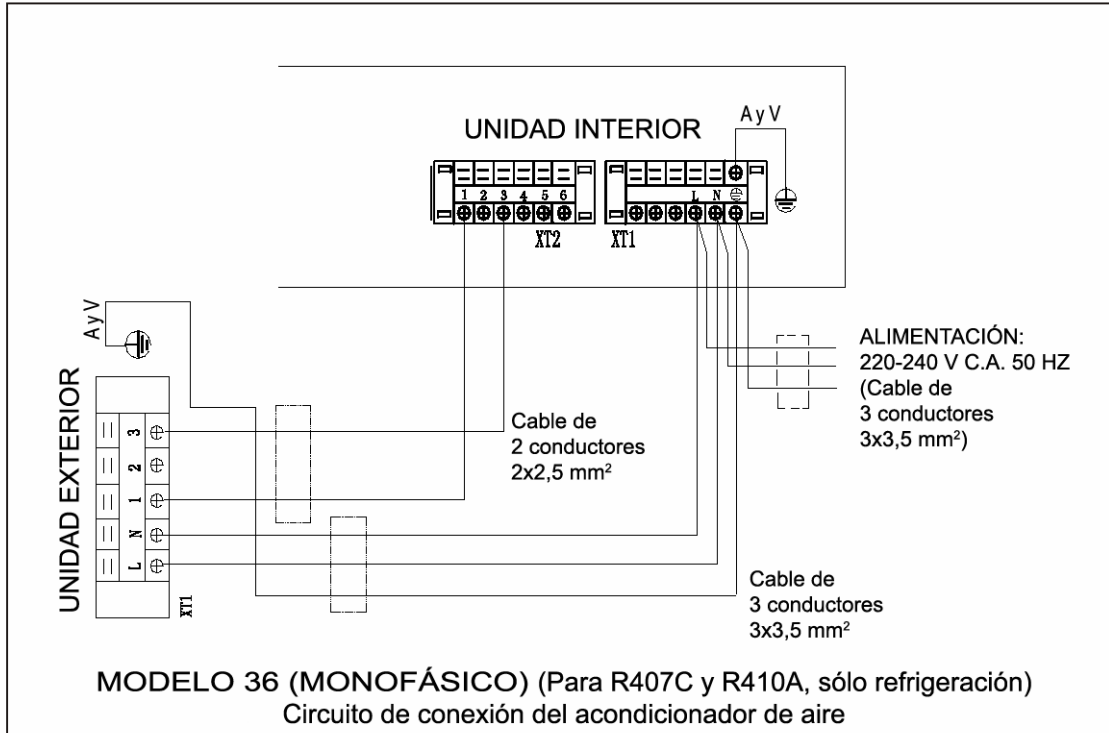 A y V
UNIDAD INTERIOR
1 2 3 4 5 6
L N
XT2
XT1
A y V
ALIMENTACIÓN:
220-240 V C.A. 50 HZ
(Cable de
3 conductores
3x3,5 mm²)
UNIDAD EXTERIOR
3
2
1
N
L
XT1
Cable de
2 conductores
2x2,5 mm²
Cable de
3 conductores
3x3,5 mm²
MODELO 36 (MONOFÁSICO) (Para R407C y R410A, sólo refrigeración)
Circuito de conexión del acondicionador de aire